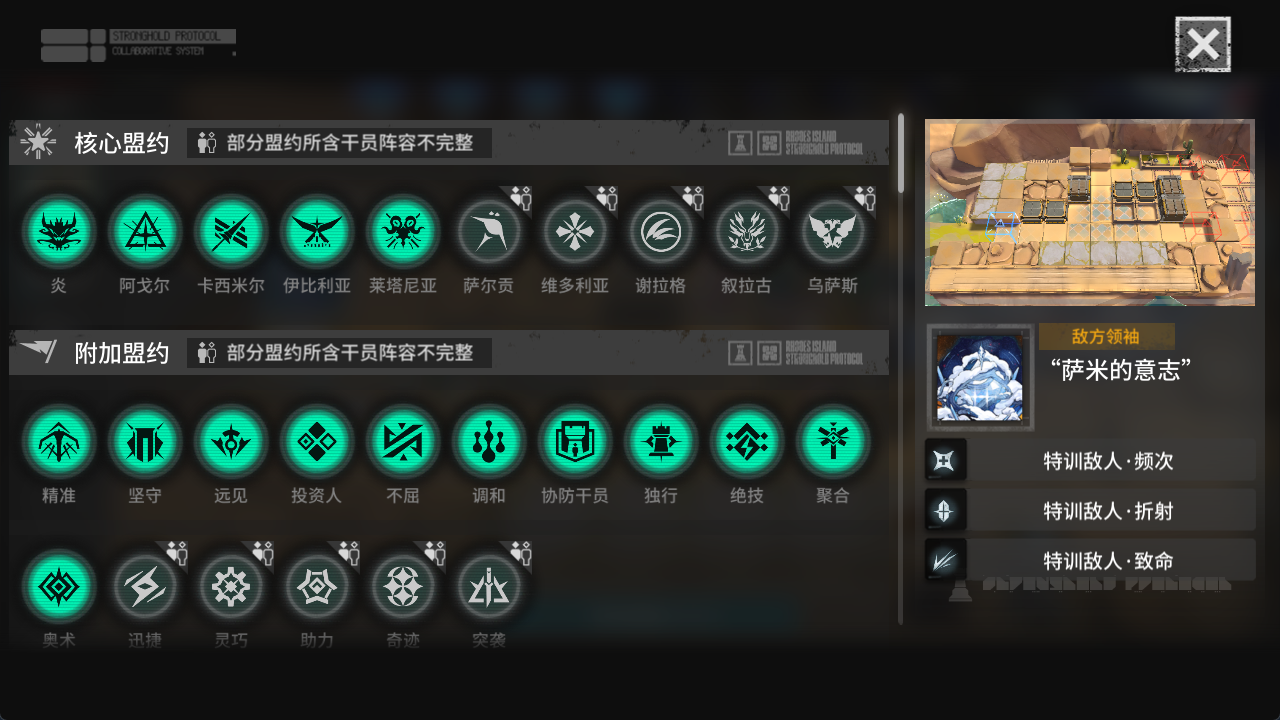 STRONGHOLD PROTOCOL
COLLABORATIVE SYSTEM
核心盟约
部分盟约所含干员阵容不完整
RHODES ISLAND
STRONGHOLD PROTOCOL
炎
阿戈尔
卡西米尔
伊比利亚
莱塔尼亚
萨尔贡
维多利亚
谢拉格
叙拉古
乌萨斯
附加盟约
部分盟约所含干员阵容不完整
RHODES ISLAND
STRONGHOLD PROTOCOL
精准
坚守
远见
投资人
不屈
调和
协防干员
独行
绝技
聚合
奥术
迅捷
灵巧
助力
奇迹
突袭
敌方领袖
“萨米的意志”
特训敌人·频次
特训敌人·折射
特训敌人·致命